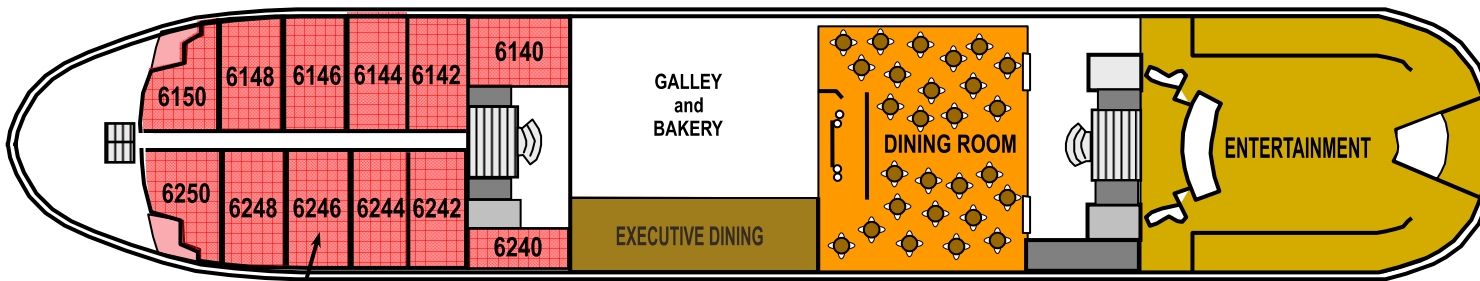 6150
6148
6146
6144
6142
6140
6250
6248
6246
6244
6242
6240
GALLEY
and
BAKERY
EXECUTIVE DINING
DINING ROOM
ENTERTAINMENT